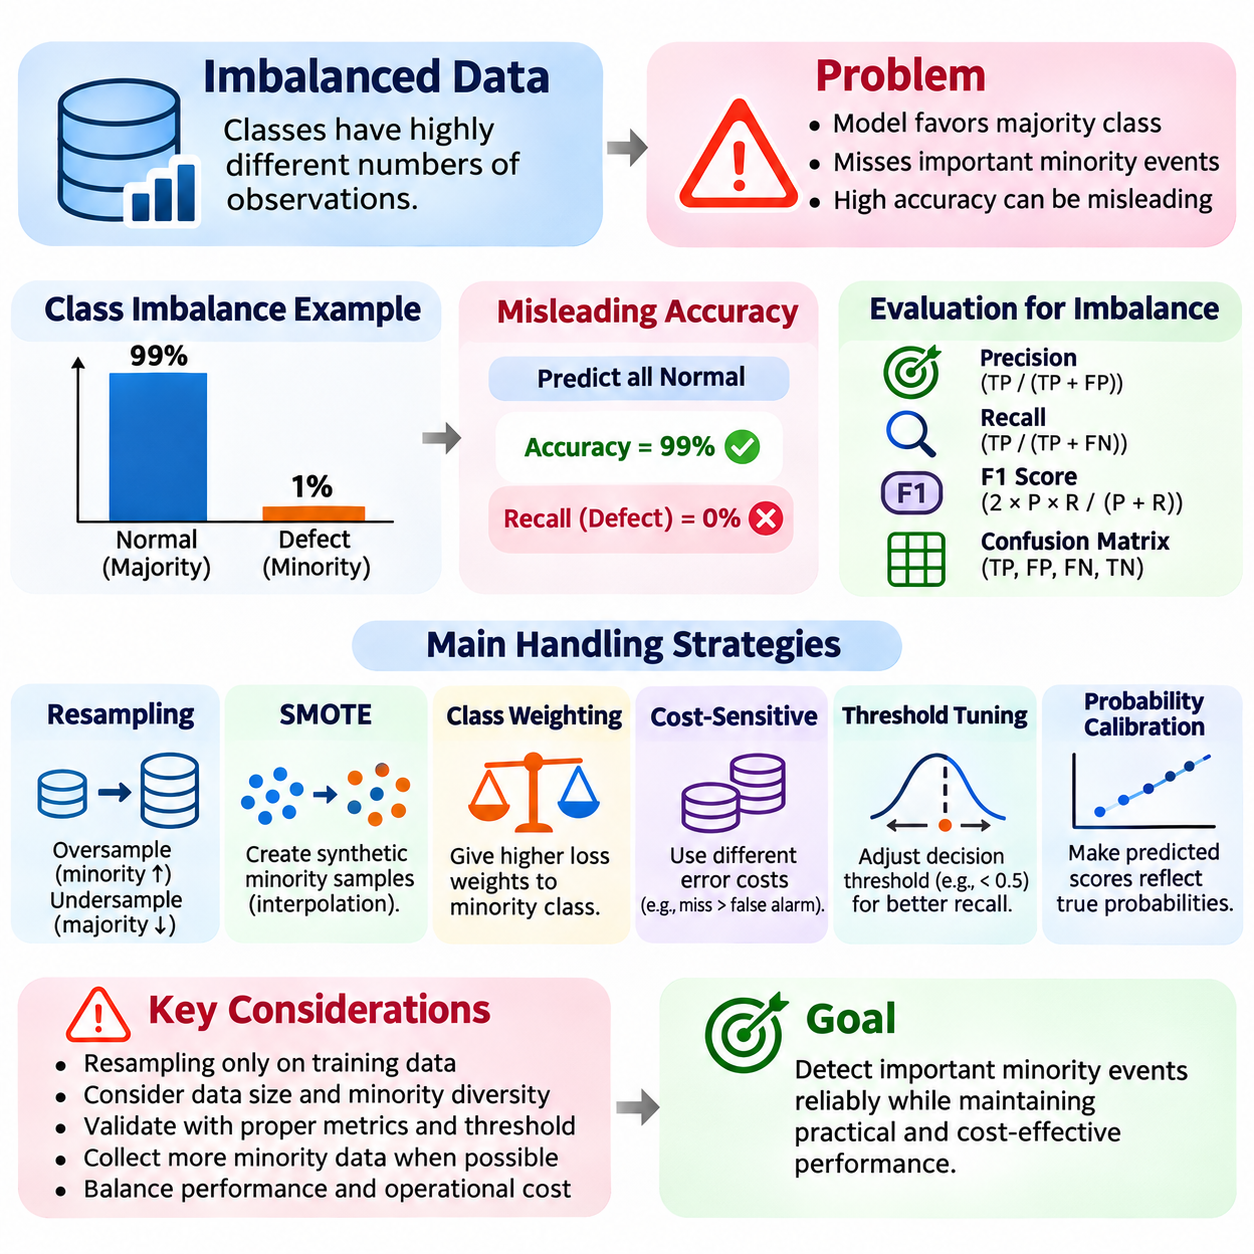 Imbalanced Data
Classes have highly
different numbers of
observations.
Problem
• Model favors majority class
• Misses important minority events
• High accuracy can be misleading
Class Imbalance Example
99%
1%
Normal
(Majority)
Defect
(Minority)
Misleading Accuracy
Predict all Normal
Accuracy = 99%
Recall (Defect) = 0%
Evaluation for Imbalance
Precision
(TP / (TP + FP))
Recall
(TP / (TP + FN))
F1
F1 Score
(2 × P × R / (P + R))
Confusion Matrix
(TP, FP, FN, TN)
Main Handling Strategies
Resampling
Oversample
(minority ↑)
Undersample
(majority ↓)
SMOTE
Create synthetic
minority samples
(interpolation).
Class Weighting
Give higher loss
weights to
minority class.
Cost-Sensitive
Use different
error costs
(e.g., miss > false alarm).
Threshold Tuning
Adjust decision
threshold (e.g., < 0.5)
for better recall.
Probability
Calibration
Make predicted
scores reflect
true probabilities.
Key Considerations
• Resampling only on training data
• Consider data size and minority diversity
• Validate with proper metrics and threshold
• Collect more minority data when possible
• Balance performance and operational cost
Goal
Detect important minority events
reliably while maintaining
practical and cost-effective
performance.